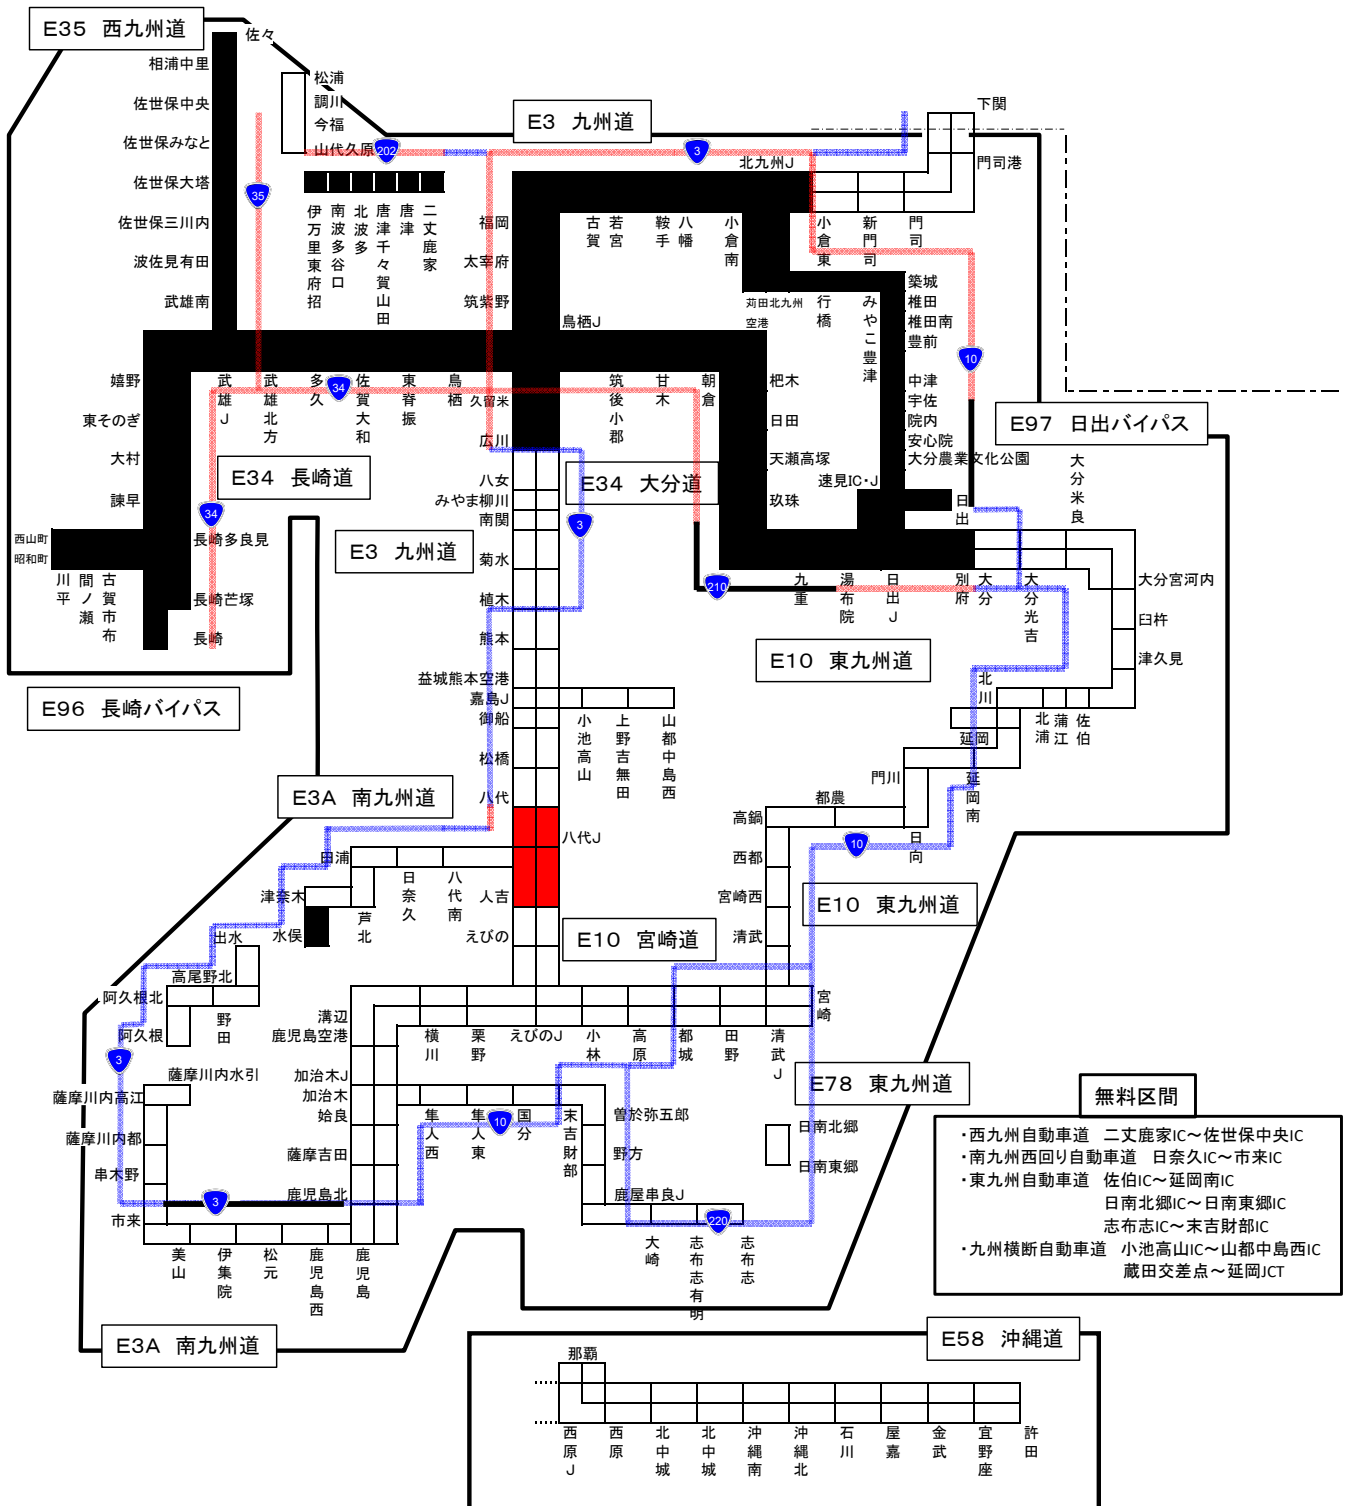 E35 西九州道
佐々
相浦中里
佐世保中央
佐世保みなと
佐世保大塔
佐世保三川内
波佐見有田
武雄南
松浦
調川
今福
山代久原
202
35
伊万里東府招
南波多谷口
北波多
唐津千々賀山田
唐津
二丈鹿家
E3 九州道
3
北九州J
下関
門司港
福岡
太宰府
筑紫野
鳥栖J
古賀
若宮
鞍手
八幡
小倉南
小倉東
新門司
門司
苅田北九州
空港
行橋
みやこ豊津
築城
椎田
椎田南
豊前
中津
宇佐
院内
安心院
大分農業文化公園
10
E97 日出バイパス
嬉野
東そのぎ
大村
諫早
武雄J
武雄北方
多久
34
佐賀大和
東脊振
鳥栖
久留米
広川
筑後小郡
甘木
朝倉
杷木
日田
天瀬高塚
玖珠
速見IC・J
日出
大分米良
E34 長崎道
E34 大分道
34
西山町
昭和町
川平
間ノ瀬
古賀市布
長崎多良見
長崎芒塚
長崎
E96 長崎バイパス
E3 九州道
八女
みやま柳川
南関
菊水
植木
熊本
益城熊本空港
嘉島J
御船
松橋
八代
3
210
九重
湯布院
日出J
別府
大分
大分光吉
大分宮河内
臼杵
津久見
E10 東九州道
小池高山
上野吉無田
山都中島西
北川
延岡
北浦
蒲江
佐伯
門川
延岡南
都農
高鍋
日向
10
西都
宮崎西
清武
E10 東九州道
E3A 南九州道
八代J
人吉
えびの
田浦
日奈久
八代南
津奈木
芦北
水俣
出水
高尾野北
阿久根北
野田
阿久根
3
E10 宮崎道
溝辺
鹿児島空港
横川
栗野
えびのJ
小林
高原
都城
田野
清武J
宮崎
薩摩川内水引
薩摩川内高江
薩摩川内都
串木野
市来
3
加治木J
加治木
姶良
薩摩吉田
鹿児島北
隼人西
隼人東
国分
10
末吉財部
曽於弥五郎
野方
鹿屋串良J
大崎
志布志有明
志布志
220
E78 東九州道
日南北郷
日南東郷
美山
伊集院
松元
鹿児島西
鹿児島
E3A 南九州道
無料区間
・西九州自動車道 二丈鹿家IC～佐世保中央IC
・南九州西回り自動車道 日奈久IC～市来IC
・東九州自動車道 佐伯IC～延岡南IC
日南北郷IC～日南東郷IC
志布志IC～末吉財部IC
・九州横断自動車道 小池高山IC～山都中島西IC
蔵田交差点～延岡JCT
E58 沖縄道
那覇
西原J
西原
北中城
北中城
沖縄南
沖縄北
石川
屋嘉
金武
宜野座
許田